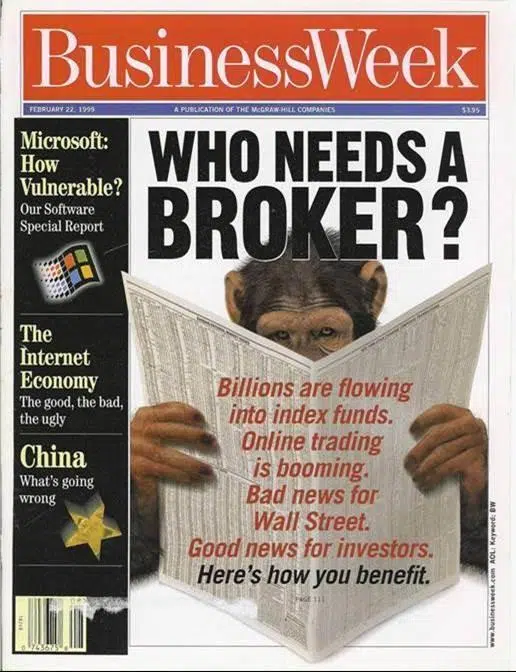 BusinessWeek
FEBRUARY 22, 1999
A PUBLICATION OF THE McGRAW-HILL COMPANIES
$3.95
Microsoft:
How
Vulnerable?
Our Software
Special Report
The
Internet
Economy
The good, the bad,
the ugly
China
What's going
wrong
WHO NEEDS A
BROKER?
Billions are flowing
into index funds.
Online trading
is booming.
Bad news for
Wall Street.
Good news for investors.
Here's how you benefit.
PAGE 111
www.businessweek.com AOL: Keyword: BW